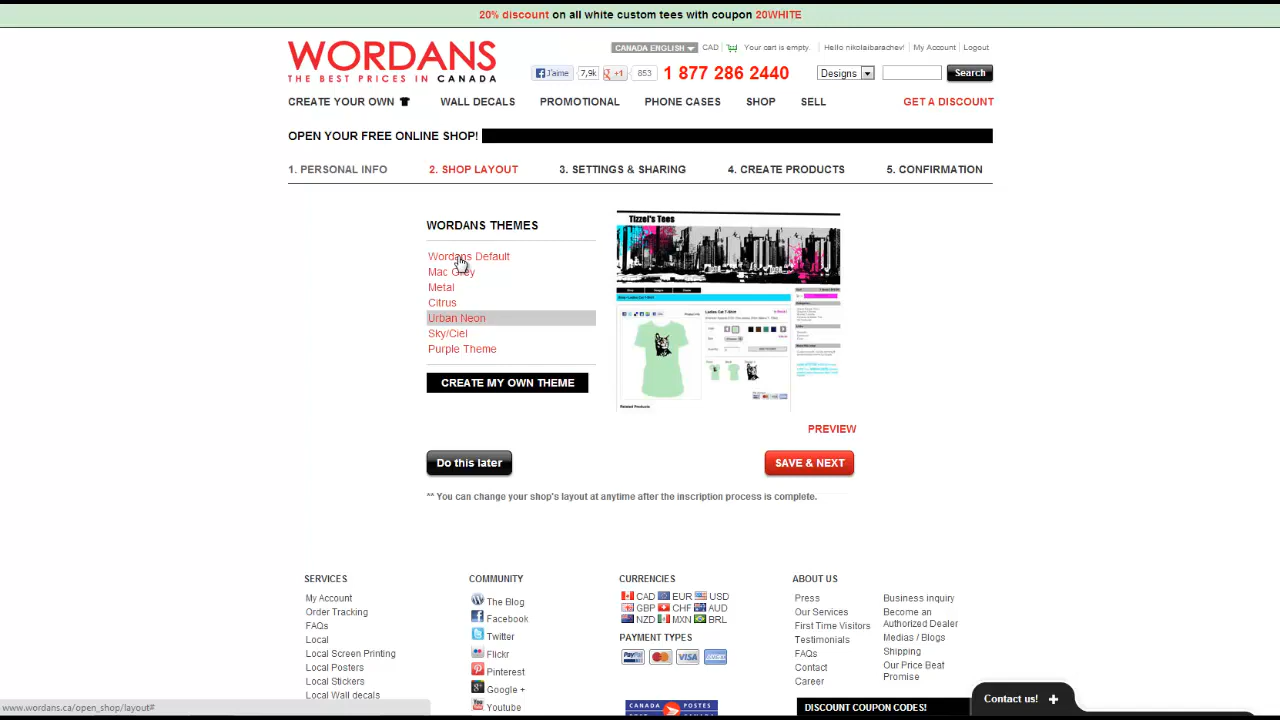 20% discount on all white custom tees with coupon 20WHITE
WORDANS
THE BEST PRICES IN CANADA
CANADA ENGLISH CAD Your cart is empty. Hello nikolaibarachev! My Account Logout
J'aime 7,9k +1 853 1 877 286 2440 Designs Search
CREATE YOUR OWN WALL DECALS PROMOTIONAL PHONE CASES SHOP SELL GET A DISCOUNT
OPEN YOUR FREE ONLINE SHOP!
1. PERSONAL INFO 2. SHOP LAYOUT 3. SETTINGS & SHARING 4. CREATE PRODUCTS 5. CONFIRMATION
WORDANS THEMES
Wordans Default
Mac Grey
Metal
Citrus
Urban Neon
Sky/Ciel
Purple Theme
CREATE MY OWN THEME
Tizzel's Tees
Related Products
PREVIEW
Do this later SAVE & NEXT
** You can change your shop's layout at anytime after the inscription process is complete.
SERVICES
My Account
Order Tracking
FAQs
Local
Local Screen Printing
Local Posters
Local Stickers
Local Wall decals
COMMUNITY
The Blog
Facebook
Twitter
Flickr
Pinterest
Google +
Youtube
CURRENCIES
CAD EUR USD
GBP CHF AUD
NZD MXN BRL
PAYMENT TYPES
PayPal MasterCard VISA
CANADA POSTES
ABOUT US
Press
Our Services
First Time Visitors
Testimonials
FAQs
Contact
Career
Business inquiry
Become an
Authorized Dealer
Medias / Blogs
Shipping
Our Price Beat
Promise
DISCOUNT COUPON CODES!
Contact us! +
www.wordans.ca/open_shop/layout#